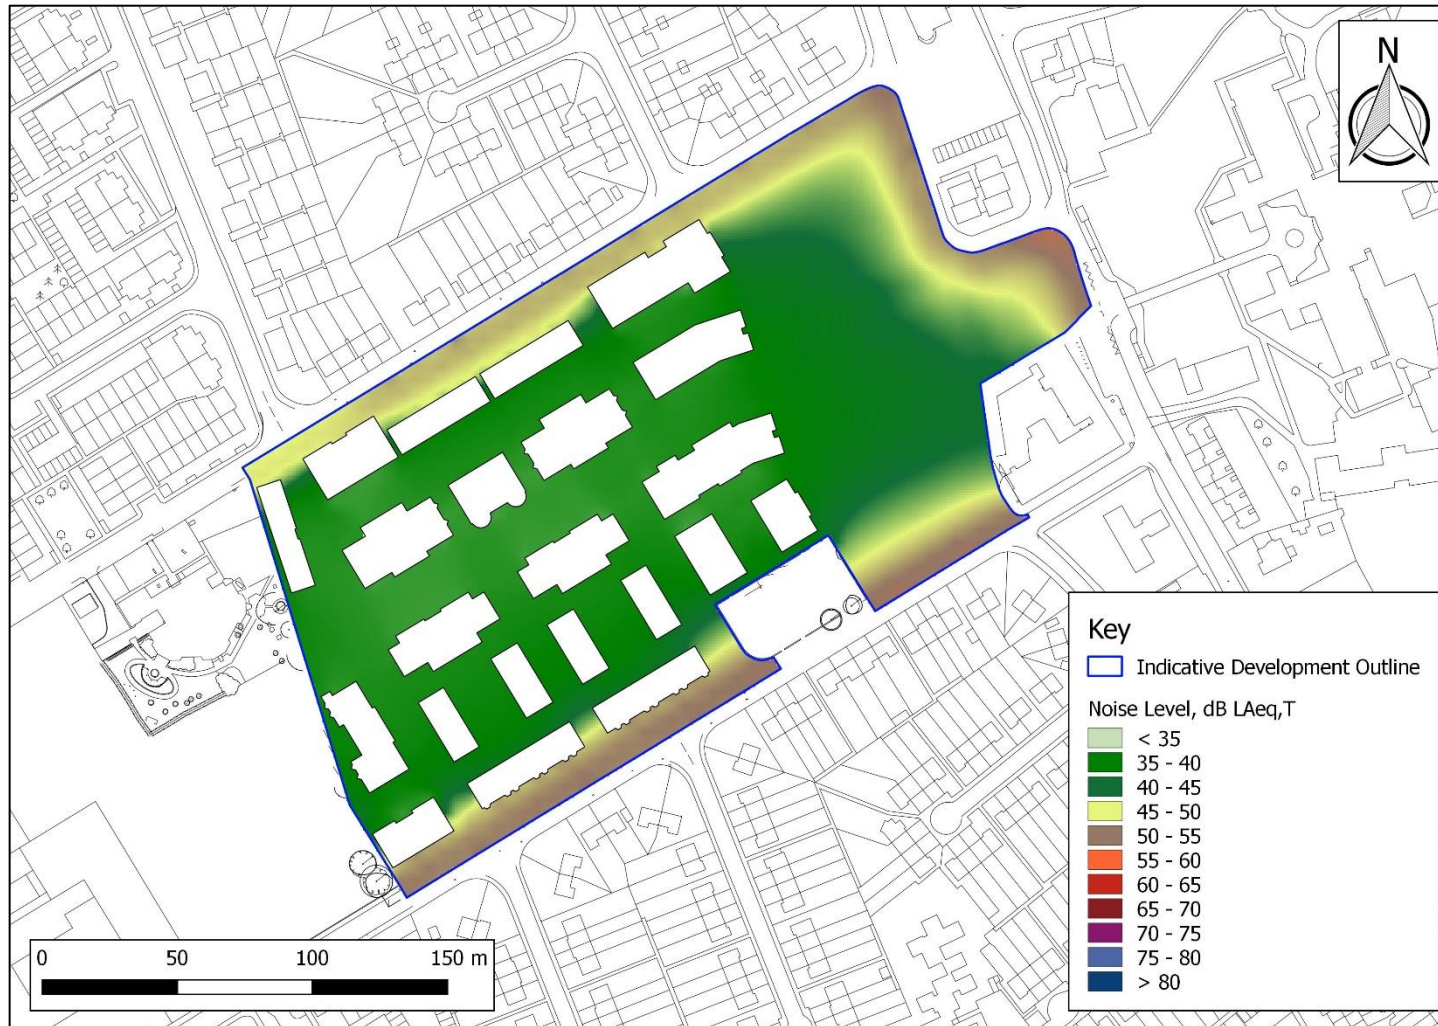 N
Key
Indicative Development Outline
Noise Level, dB LAeq,T
< 35
35 - 40
40 - 45
45 - 50
50 - 55
55 - 60
60 - 65
65 - 70
70 - 75
75 - 80
> 80
0 50 100 150 m